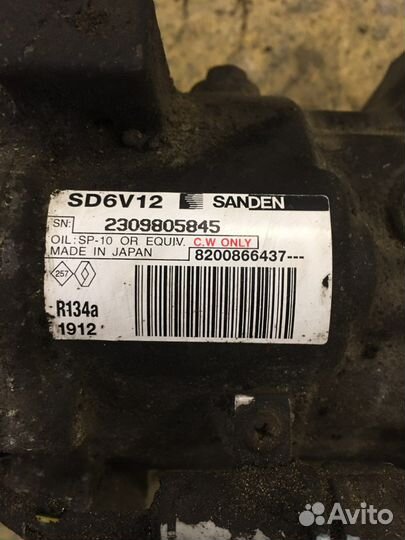 SD6V12 SANDEN
SN: 2309805845
OIL:SP-10 OR EQUIV. C.W ONLY
MADE IN JAPAN 8200866437---
257
R134a
1912
Avito